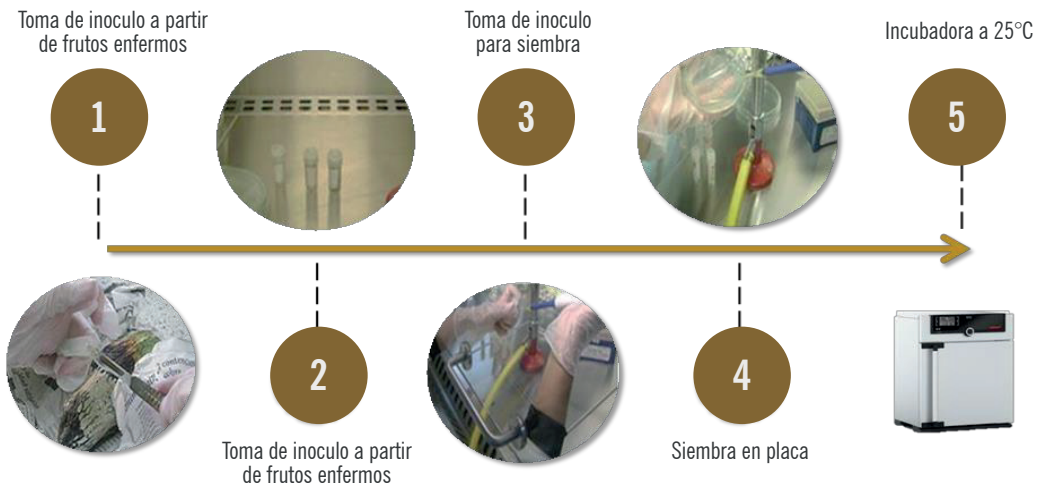 Toma de inoculo a partir
de frutos enfermos
1
2
Toma de inoculo a partir
de frutos enfermos
Toma de inoculo
para siembra
3
4
Siembra en placa
Incubadora a 25°C
5